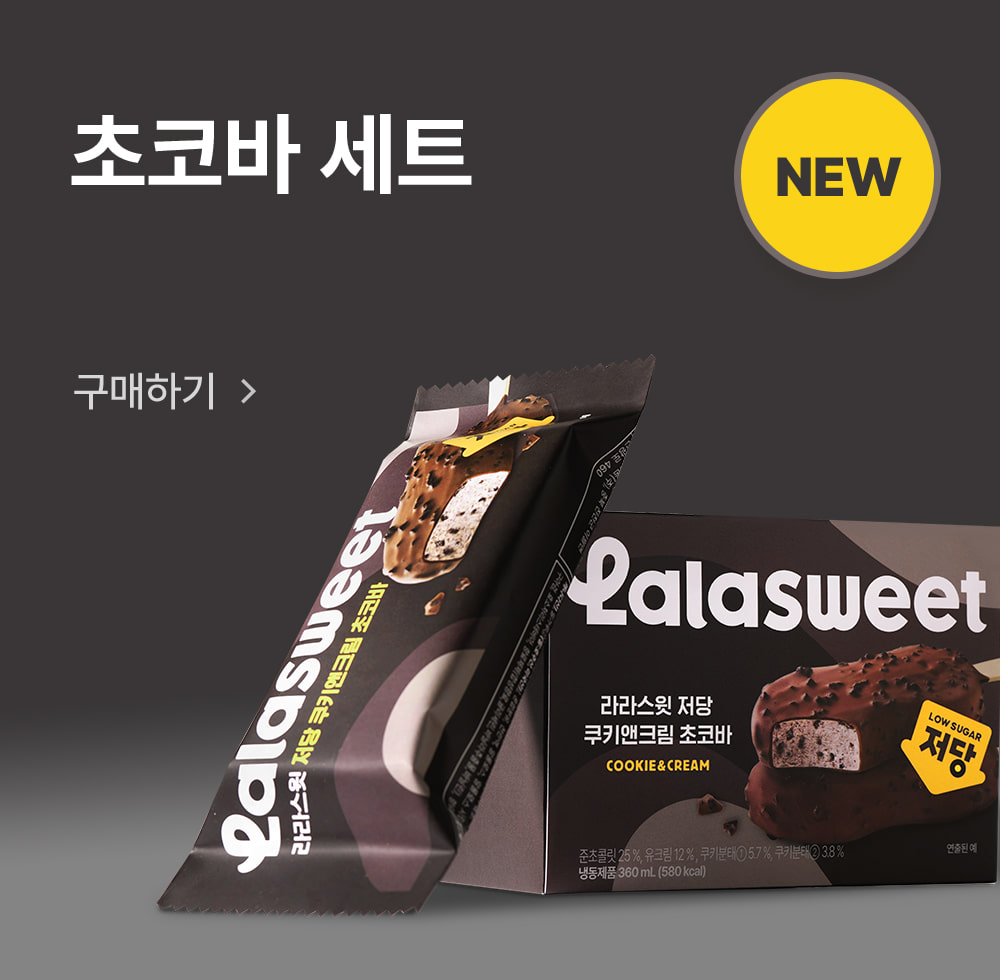 초코바 세트
NEW
구매하기 >
lalasweet
라라스윗 저당 쿠키앤크림 초코바
lalasweet
라라스윗 저당
쿠키앤크림 초코바
COOKIE&CREAM
LOW SUGAR
저당
준초콜릿 25 %, 유크림 12 %, 쿠키분태① 5.7 %, 쿠키분태② 3.8 %
냉동제품 360 mL (580 kcal)
연출된 예